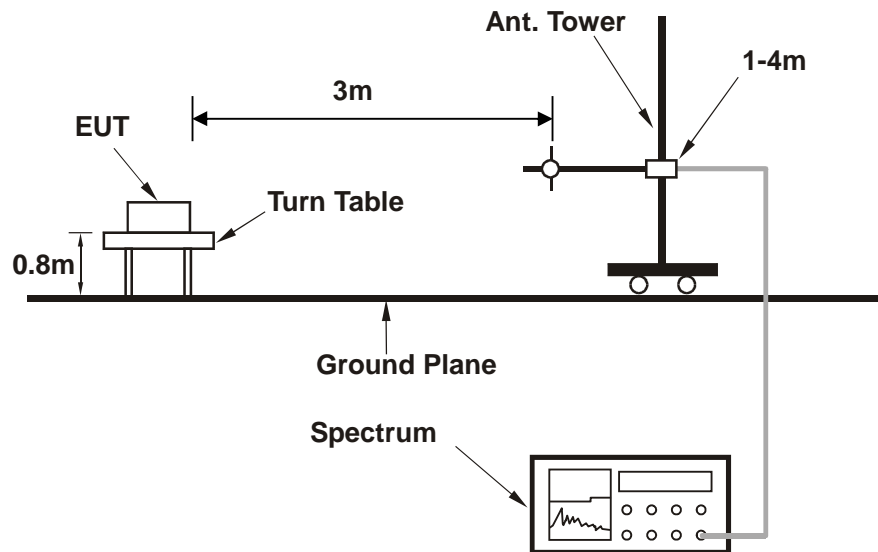 Ant. Tower
1-4m
3m
EUT
Turn Table
0.8m
Ground Plane
Spectrum